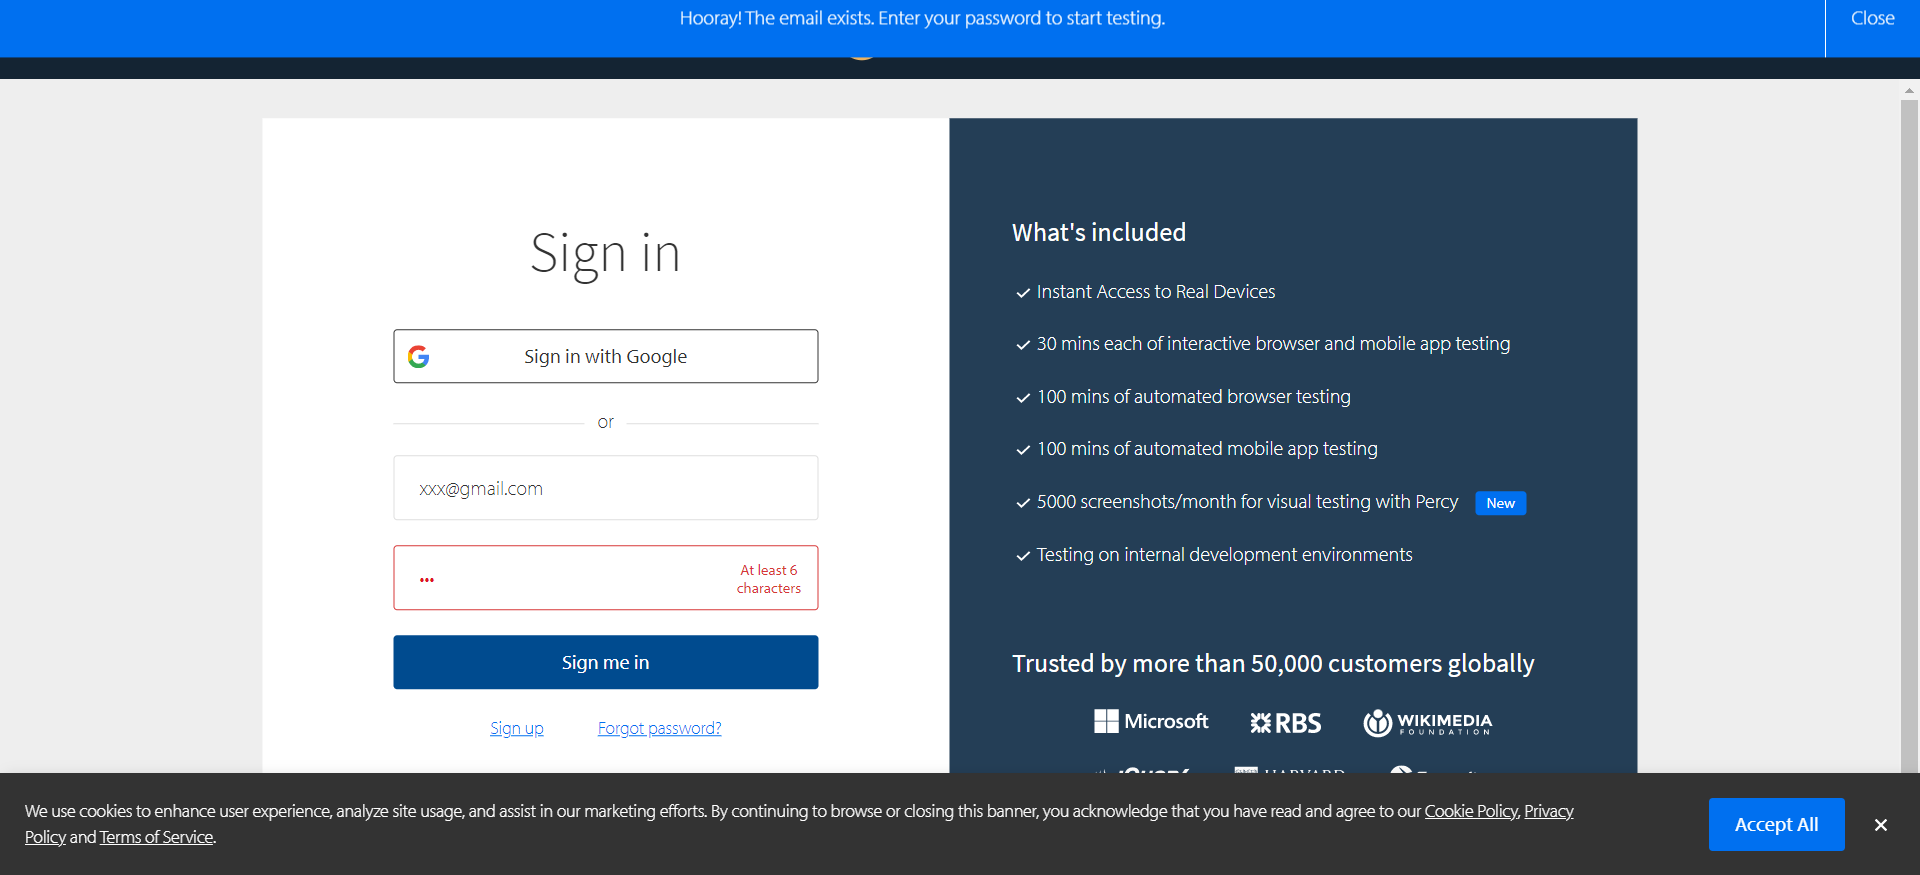 Hooray! The email exists. Enter your password to start testing.
Close
Sign in
Sign in with Google
or
xxx@gmail.com
•••
At least 6
characters
Sign me in
Sign up
Forgot password?
What's included
Instant Access to Real Devices
30 mins each of interactive browser and mobile app testing
100 mins of automated browser testing
100 mins of automated mobile app testing
5000 screenshots/month for visual testing with Percy New
Testing on internal development environments
Trusted by more than 50,000 customers globally
Microsoft
RBS
WIKIMEDIA
FOUNDATION
HARVARD
We use cookies to enhance user experience, analyze site usage, and assist in our marketing efforts. By continuing to browse or closing this banner, you acknowledge that you have read and agree to our Cookie Policy, Privacy
Policy and Terms of Service.
Accept All